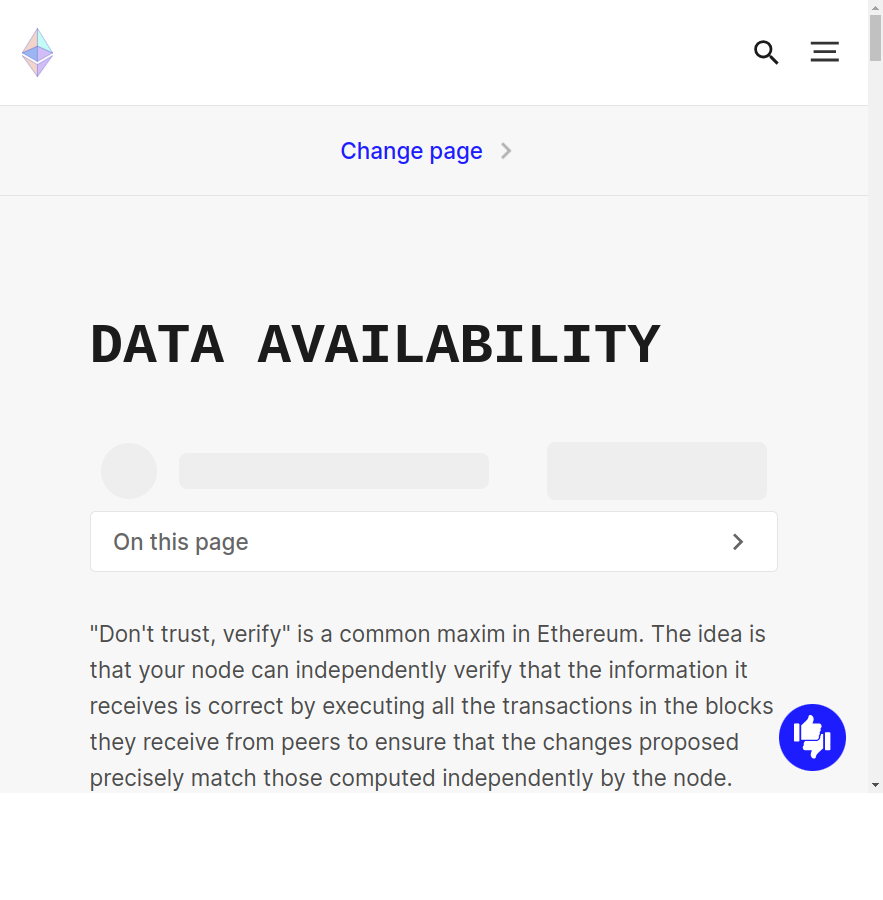 Change page
DATA AVAILABILITY
On this page
"Don't trust, verify" is a common maxim in Ethereum. The idea is
that your node can independently verify that the information it
receives is correct by executing all the transactions in the blocks
they receive from peers to ensure that the changes proposed
precisely match those computed independently by the node.